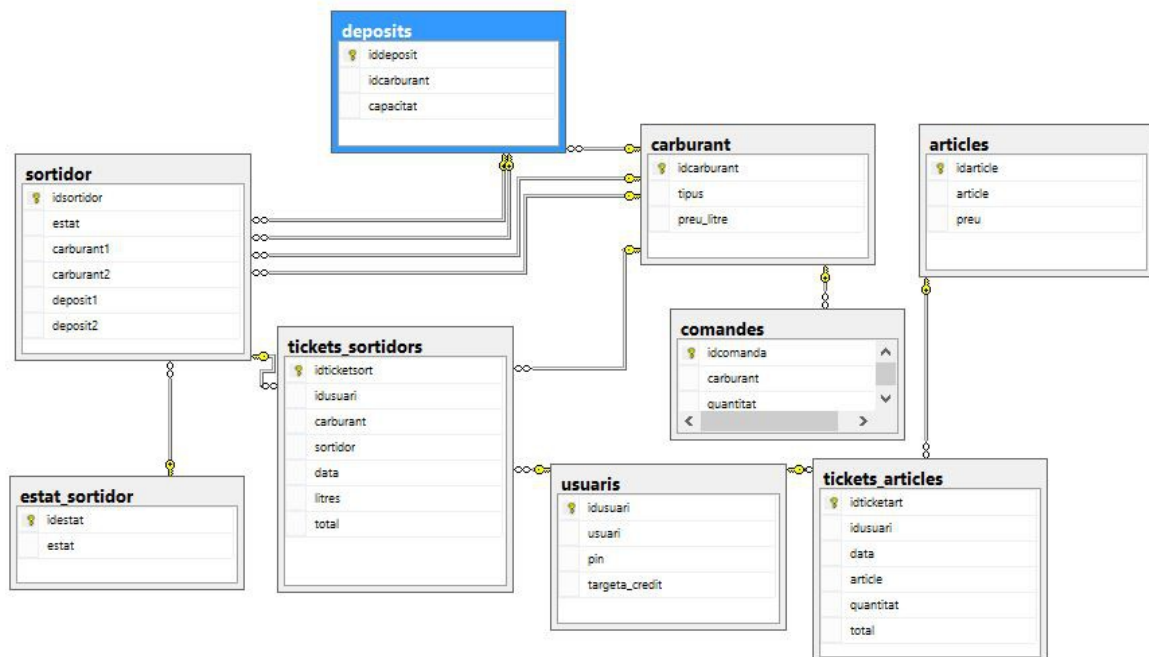 deposits
iddeposit
idcarburant
capacitat
sortidor
idsortidor
estat
carburant1
carburant2
deposit1
deposit2
carburant
idcarburant
tipus
preu_litre
articles
idarticle
article
preu
tickets_sortidors
idticketsort
idusuari
carburant
sortidor
data
litres
total
comandes
idcomanda
carburant
quantitat
estat_sortidor
idestat
estat
usuaris
idusuari
usuari
pin
targeta_credit
tickets_articles
idticketart
idusuari
data
article
quantitat
total